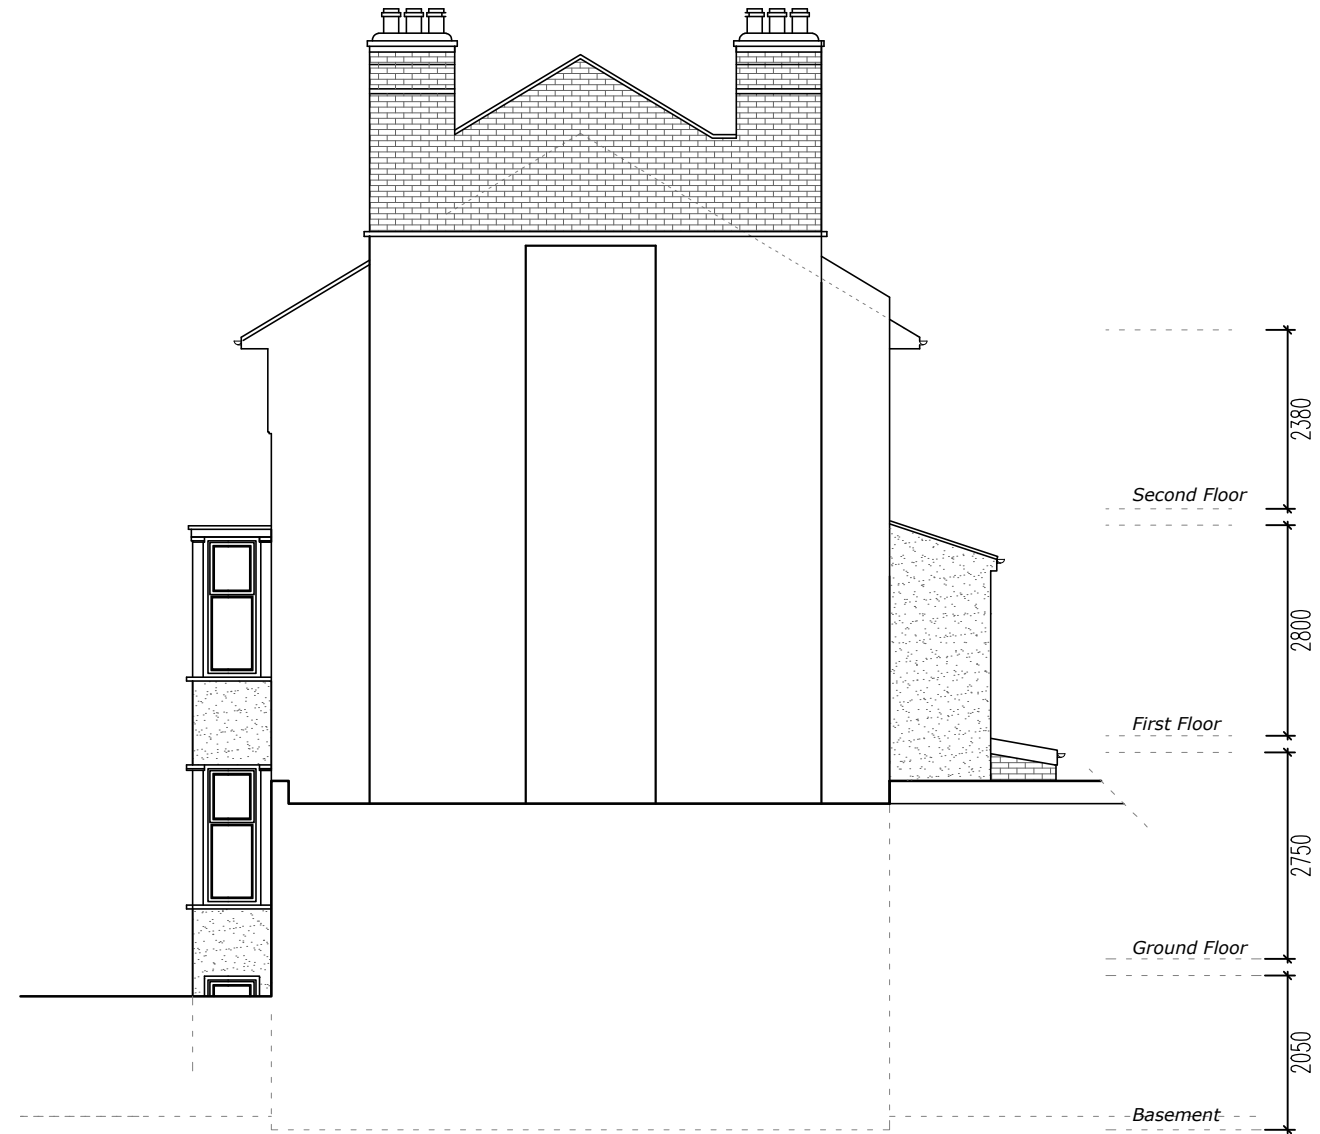 2380
Second Floor
2800
First Floor
2750
Ground Floor
2050
Basement